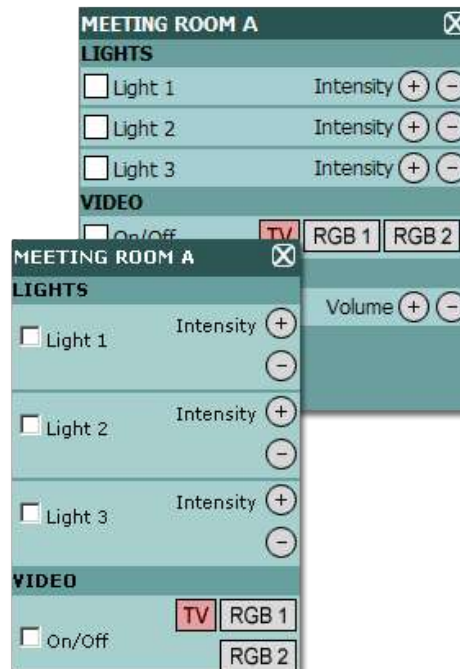 MEETING ROOM A
LIGHTS
Light 1 Intensity + −
Light 2 Intensity + −
Light 3 Intensity + −
VIDEO
On/Off TV RGB 1 RGB 2
Volume + −
MEETING ROOM A
LIGHTS
Light 1 Intensity +
−
Light 2 Intensity +
−
Light 3 Intensity +
−
VIDEO
On/Off TV RGB 1
RGB 2